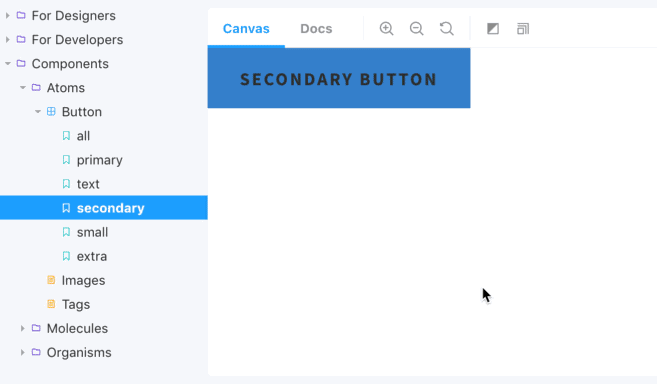 For Designers
For Developers
Components
Atoms
Button
all
primary
text
secondary
small
extra
Images
Tags
Molecules
Organisms
Canvas Docs
SECONDARY BUTTON